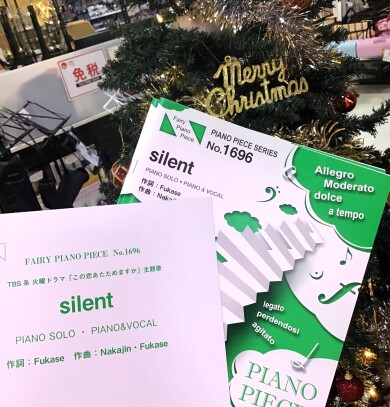 免税
Merry
Christmas
Fairy
Piano
Piece
PIANO PIECE SERIES
No.1696
silent
PIANO SOLO・PIANO & VOCAL
作詞：Fukase
作曲：Nakaj
Allegro
Moderato
dolce
a tempo
legato
perdendosi
agitato
PIANO
PIECE
FAIRY PIANO PIECE No.1696
TBS系 火曜ドラマ『この恋あたためますか』主題歌
silent
PIANO SOLO ・ PIANO&VOCAL
作詞：Fukase 作曲：Nakajin・Fukase